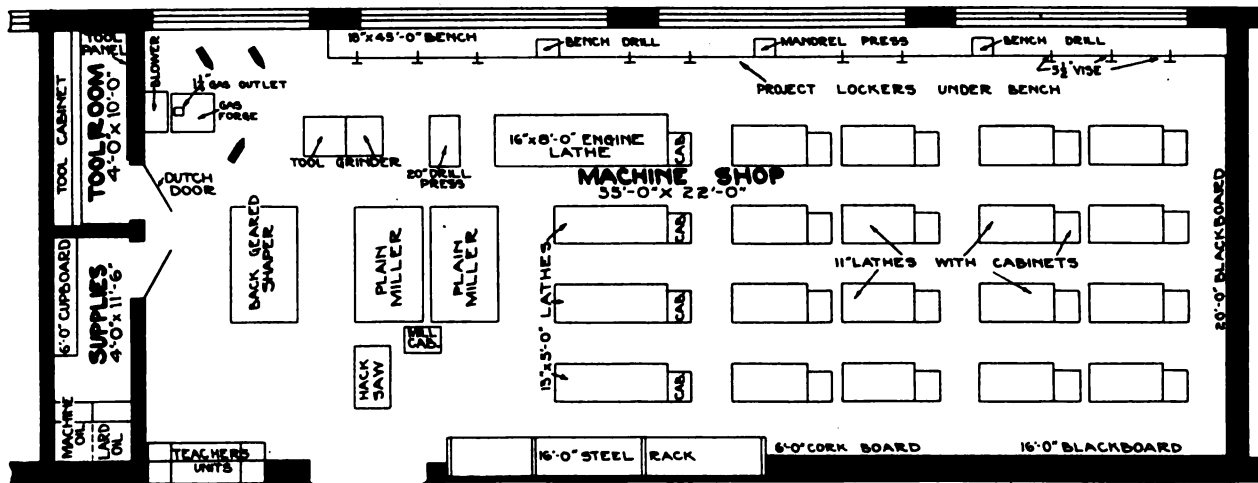 TOOL
PANEL
TOOL CABINET
TOOLROOM
4'-0" x 10'-0"
BLOWER
1¼" GAS OUTLET
GAS
FORGE
DUTCH
DOOR
18"x45'-0" BENCH
BENCH DRILL
MANDREL PRESS
BENCH DRILL
5½" VISE
PROJECT LOCKERS UNDER BENCH
TOOL GRINDER
20" DRILL
PRESS
16"x8'-0" ENGINE
LATHE
CAB.
MACHINE SHOP
55'-0" X 22'-0"
6'-0" CUPBOARD
SUPPLIES
4'-0" x 11'-6"
MACHINE
OIL
LARD
OIL
BACK GEARED
SHAPER
PLAIN
MILLER
PLAIN
MILLER
MILL
CAB.
HACK
SAW
15"x5'-0" LATHES
CAB.
CAB.
CAB.
11" LATHES WITH CABINETS
20'-0" BLACKBOARD
TEACHERS
UNITS
16'-0" STEEL RACK
6'-0" CORK BOARD
16'-0" BLACKBOARD